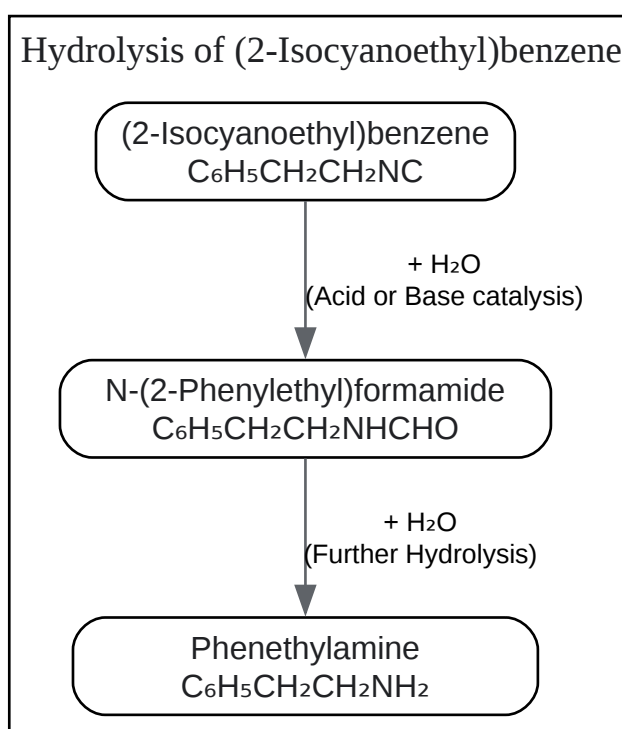 Hydrolysis of (2-Isocyanoethyl)benzene
(2-Isocyanoethyl)benzene
C₆H₅CH₂CH₂NC
+ H₂O
(Acid or Base catalysis)
N-(2-Phenylethyl)formamide
C₆H₅CH₂CH₂NHCHO
+ H₂O
(Further Hydrolysis)
Phenethylamine
C₆H₅CH₂CH₂NH₂